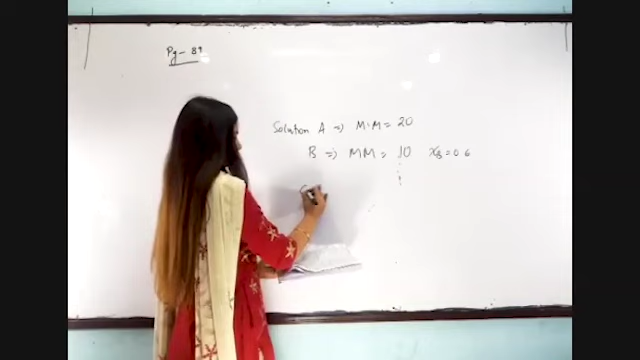 Pg - 89
Solution A => M.M = 20
B => MM = 10 xB = 0.6